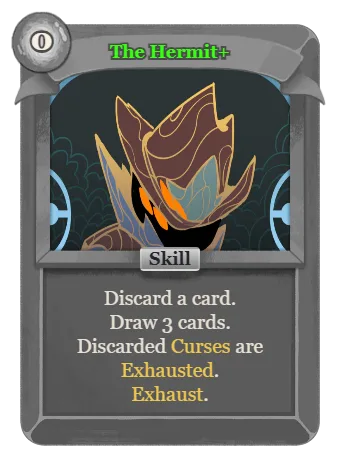 0
The Hermit+
Skill
Discard a card.
Draw 3 cards.
Discarded Curses are
Exhausted.
Exhaust.